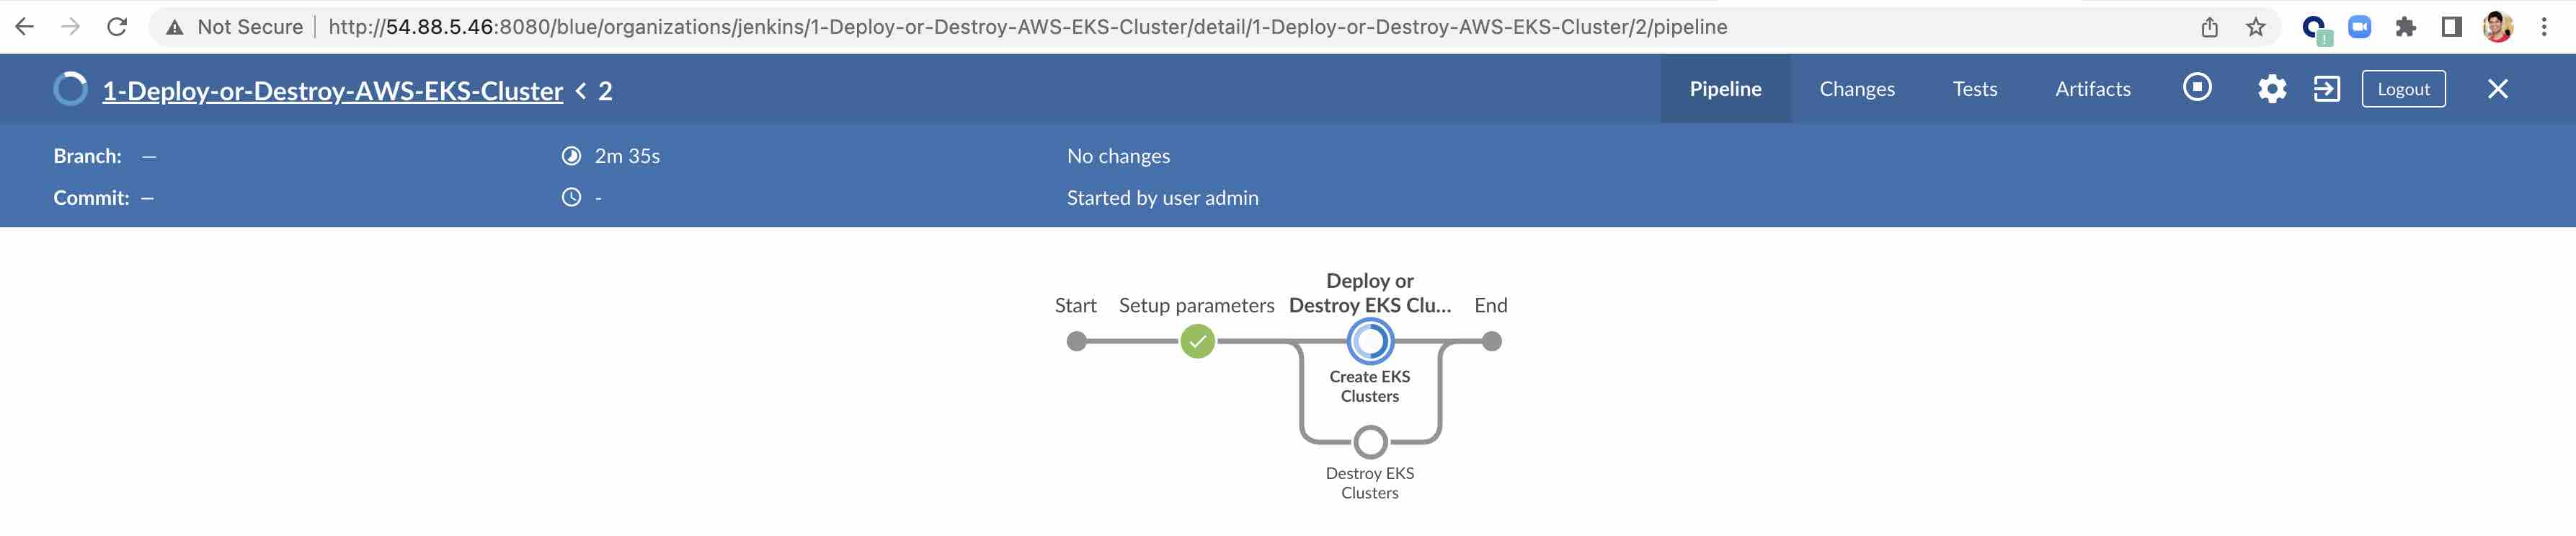 Not Secure | http://54.88.5.46:8080/blue/organizations/jenkins/1-Deploy-or-Destroy-AWS-EKS-Cluster/detail/1-Deploy-or-Destroy-AWS-EKS-Cluster/2/pipeline
1-Deploy-or-Destroy-AWS-EKS-Cluster < 2
Pipeline
Changes
Tests
Artifacts
Logout
Branch: —
2m 35s
No changes
Commit: —
-
Started by user admin
Start
Setup parameters
Deploy or
Destroy EKS Clu...
End
Create EKS
Clusters
Destroy EKS
Clusters